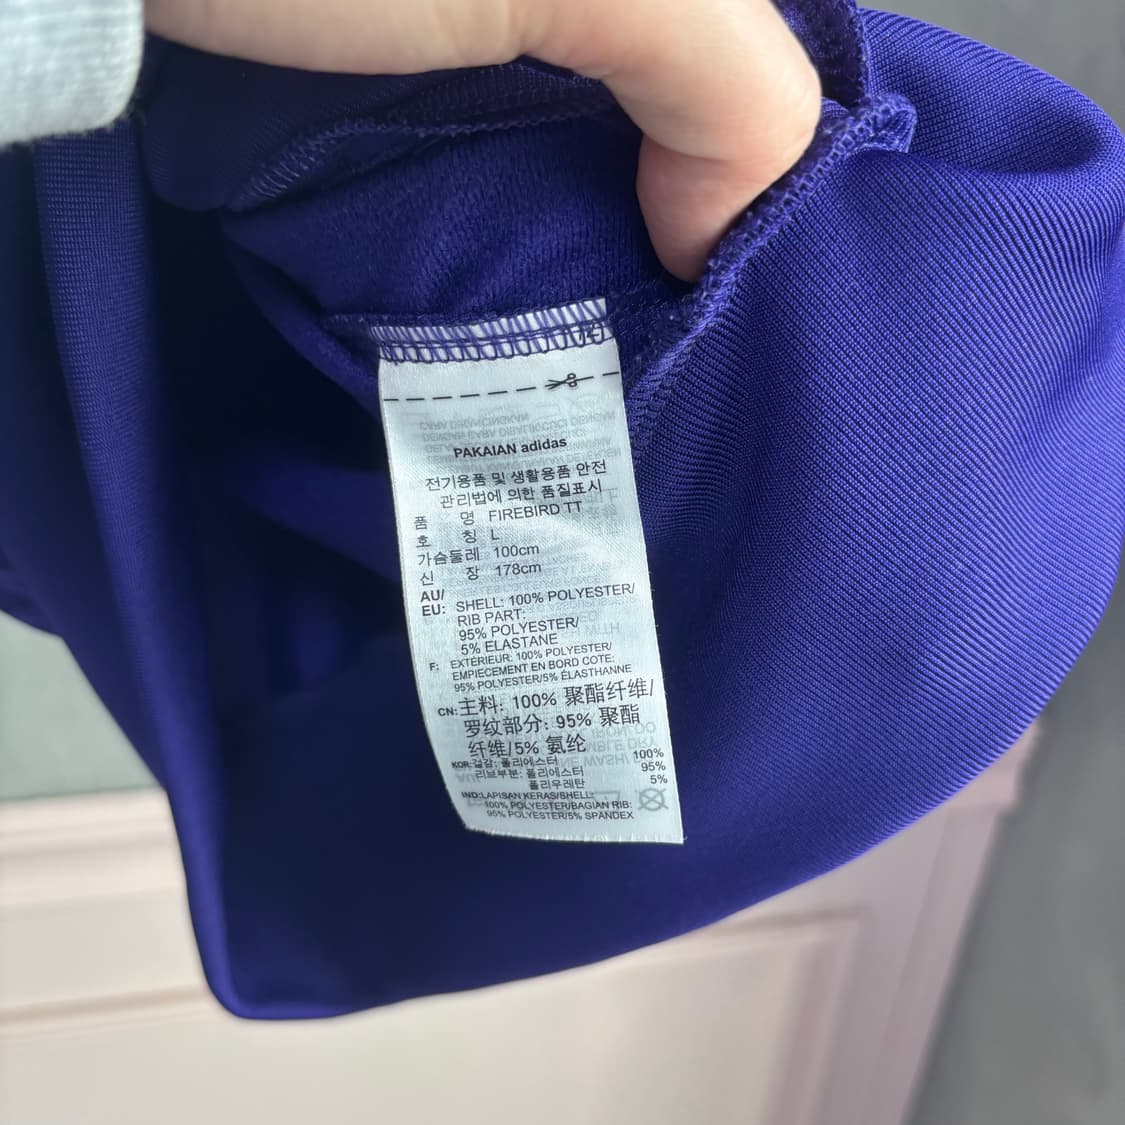 PAKAIAN adidas
전기용품 및 생활용품 안전
관리법에 의한 품질표시
품 명 FIREBIRD TT
호 칭 L
가슴둘레 100cm
신 장 178cm
AU/
EU: SHELL: 100% POLYESTER/
RIB PART:
95% POLYESTER/
5% ELASTANE
F: EXTÉRIEUR: 100% POLYESTER/
EMPIECEMENT EN BORD COTE:
95% POLYESTER/5% ÉLASTHANNE
CN: 主料: 100% 聚酯纤维/
罗纹部分: 95% 聚酯
纤维/5% 氨纶
KOR: 겉감: 폴리에스터 100%
리브부분: 폴리에스터 95%
폴리우레탄 5%
IND: LAPISAN KERAS/SHELL:
100% POLYESTER/BAGIAN RIB:
95% POLYESTER/5% SPANDEX